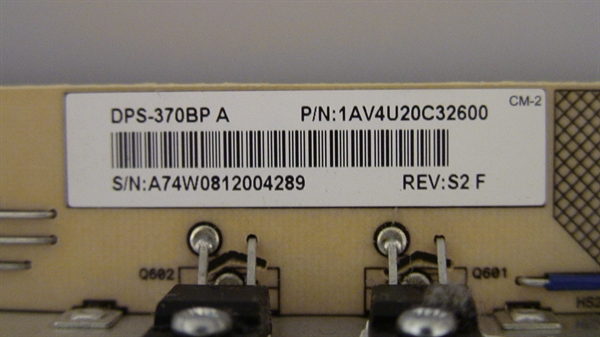 DPS-370BP A P/N:1AV4U20C32600 CM-2
S/N:A74W0812004289 REV:S2 F
Q602 Q601